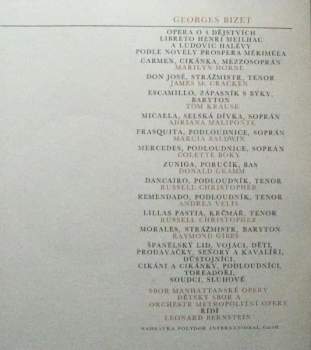 GEORGES BIZET
OPERA O 4 DĚJSTVÍCH
LIBRETO HENRI MEILHAC
A LUDOVIC HALÉVY
PODLE NOVELY PROSPERA MÉRIMÉEA
CARMEN, CIKÁNKA, MEZZOSOPRÁN
MARILYN HORNE
DON JOSÉ, STRÁŽMISTR, TENOR
JAMES Mc CRACKEN
ESCAMILLO, ZÁPASNÍK S BÝKY,
BARYTON
TOM KRAUSE
MICAELA, SELSKÁ DÍVKA, SOPRÁN
ADRIANA MALIPONTE
FRASQUITA, PODLOUDNICE, SOPRÁN
MARCIA BALDWIN
MERCEDES, PODLOUDNICE, SOPRÁN
COLETTE BOKY
ZUNIGA, PORUČÍK, BAS
DONALD GRAMM
DANCAIRO, PODLOUDNÍK, TENOR
RUSSELL CHRISTOPHER
REMENDADO, PODLOUDNÍK, TENOR
ANDREA VELIS
LILLAS PASTIA, KRČMÁŘ, TENOR
RUSSELL CHRISTOPHER
MORALES, STRÁŽMISTR, BARYTON
RAYMOND GIBBS
ŠPANĚLSKÝ LID, VOJÁCI, DĚTI,
PRODAVAČKY, SEŇORY A KAVALÍŘI,
DŮSTOJNÍCI,
CIKÁNI A CIKÁNKY, PODLOUDNÍCI,
TOREADOŘI,
SOUDCI, SLUHOVÉ
SBOR MANHATTANSKÉ OPERY
DĚTSKÝ SBOR A
ORCHESTR METROPOLITNÍ OPERY
ŘÍDÍ
LEONARD BERNSTEIN
NAHRÁVKA POLYDOR INTERNATIONAL GmbH